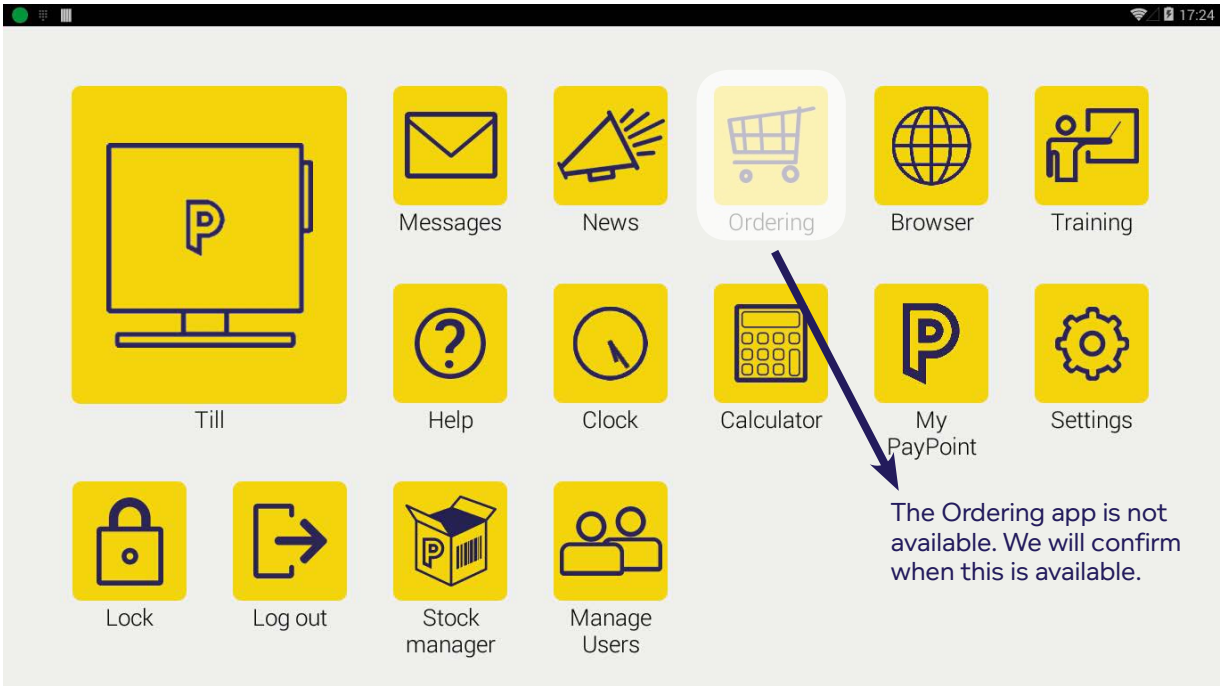 17:24
Messages
News
Ordering
Browser
Training
Till
Help
Clock
Calculator
My
PayPoint
Settings
The Ordering app is not
available. We will confirm
when this is available.
Lock
Log out
Stock
manager
Manage
Users